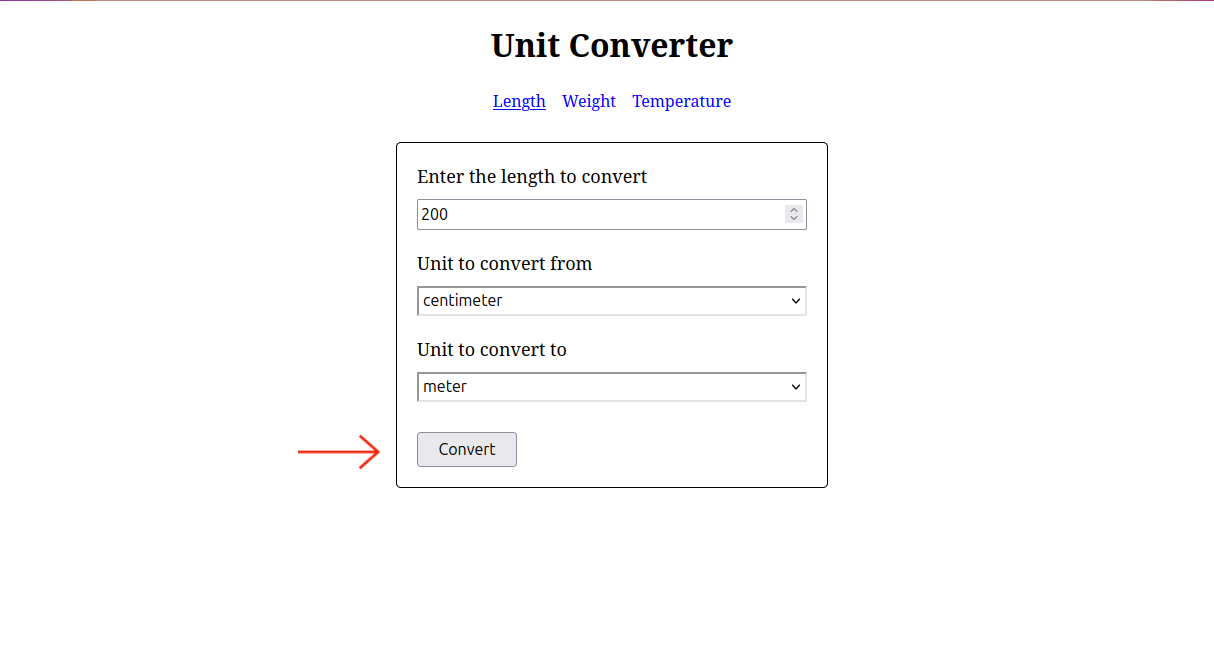 Unit Converter
Length Weight Temperature
Enter the length to convert
200
Unit to convert from
centimeter
Unit to convert to
meter
Convert